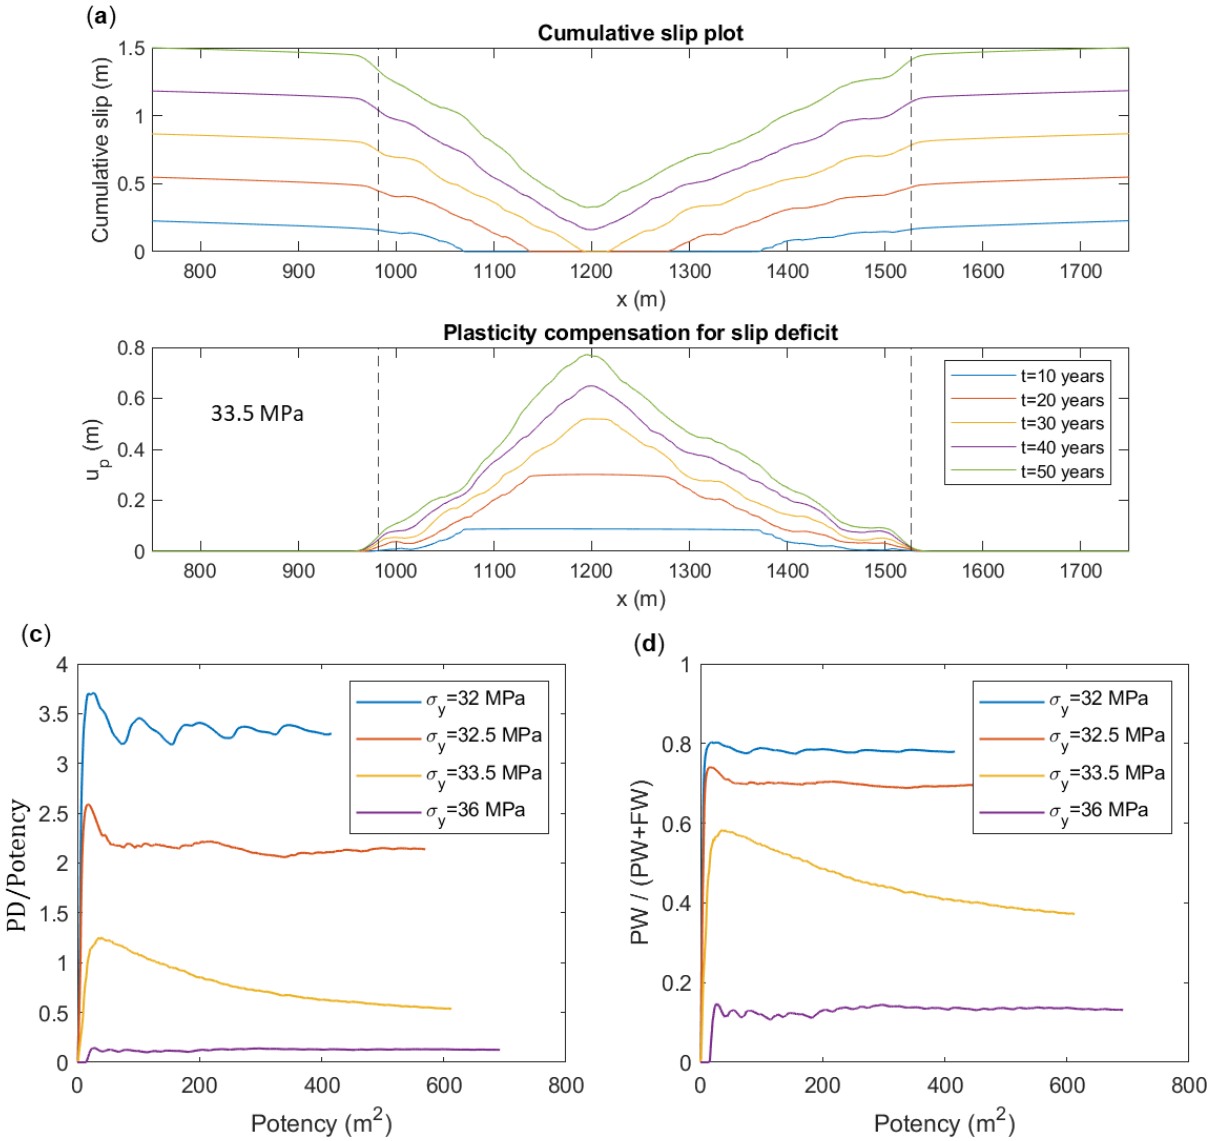 (a)
Cumulative slip plot
Cumulative slip (m)
1.5
1
0.5
0
800 900 1000 1100 1200 1300 1400 1500 1600 1700
x (m)
Plasticity compensation for slip deficit
u_p (m)
0.8
0.6
0.4
0.2
0
33.5 MPa
t=10 years
t=20 years
t=30 years
t=40 years
t=50 years
800 900 1000 1100 1200 1300 1400 1500 1600 1700
x (m)
(c)
PD/Potency
4
3.5
3
2.5
2
1.5
1
0.5
0
σ_y=32 MPa
σ_y=32.5 MPa
σ_y=33.5 MPa
σ_y=36 MPa
0 200 400 600 800
Potency (m²)
(d)
PW / (PW+FW)
1
0.8
0.6
0.4
0.2
0
σ_y=32 MPa
σ_y=32.5 MPa
σ_y=33.5 MPa
σ_y=36 MPa
0 200 400 600 800
Potency (m²)